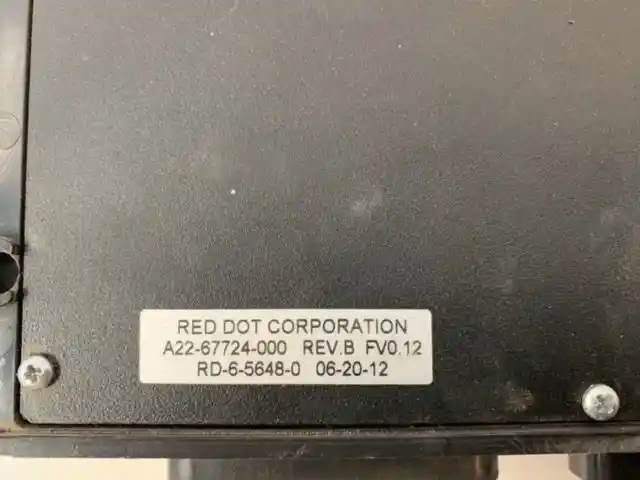 RED DOT CORPORATION
A22-67724-000 REV.B FV0.12
RD-6-5648-0 06-20-12